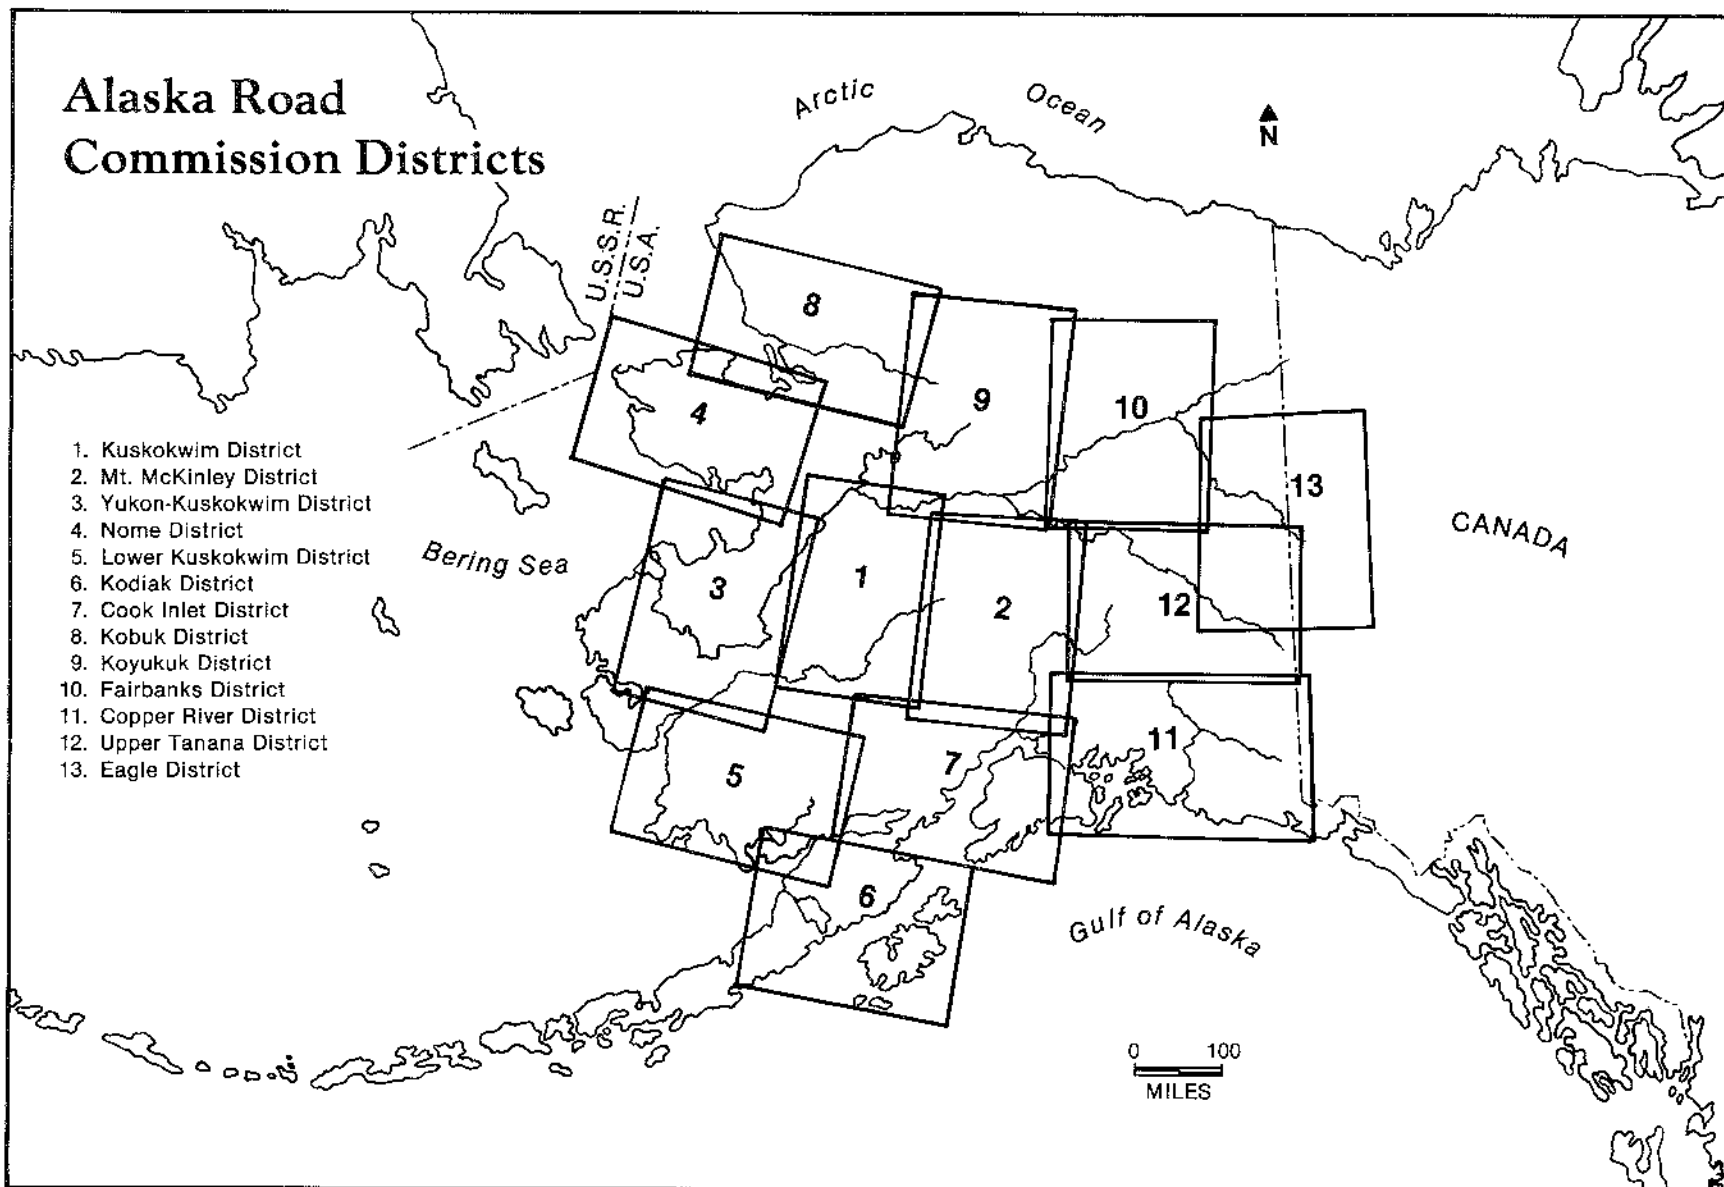 Alaska Road
Commission Districts
Arctic Ocean
N
U.S.S.R.
U.S.A.
8
9
4
10
13
1. Kuskokwim District
2. Mt. McKinley District
3. Yukon-Kuskokwim District
4. Nome District
5. Lower Kuskokwim District
6. Kodiak District
7. Cook Inlet District
8. Kobuk District
9. Koyukuk District
10. Fairbanks District
11. Copper River District
12. Upper Tanana District
13. Eagle District
CANADA
Bering Sea
3
1
2
12
5
7
11
6
Gulf of Alaska
0 100
MILES